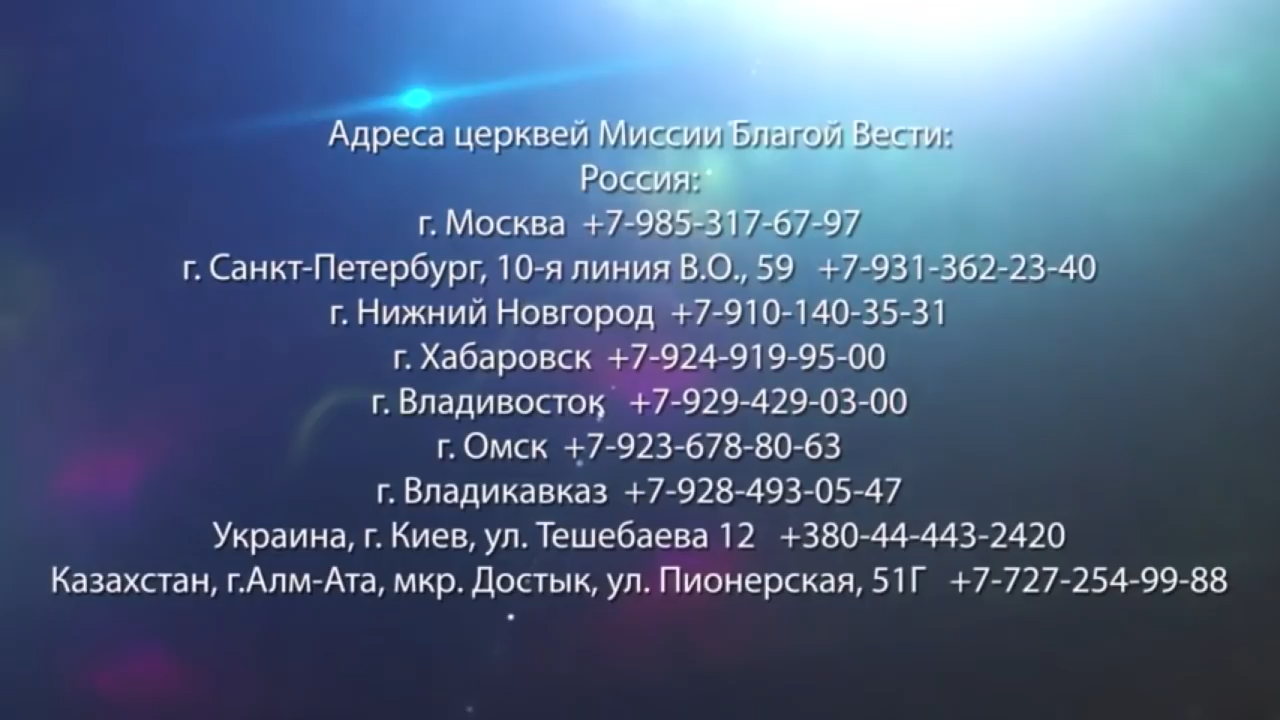 Адреса церквей Миссии Благой Вести:
Россия:
г. Москва +7-985-317-67-97
г. Санкт-Петербург, 10-я линия В.О., 59 +7-931-362-23-40
г. Нижний Новгород +7-910-140-35-31
г. Хабаровск +7-924-919-95-00
г. Владивосток +7-929-429-03-00
г. Омск +7-923-678-80-63
г. Владикавказ +7-928-493-05-47
Украина, г. Киев, ул. Тешебаева 12 +380-44-443-2420
Казахстан, г.Алм-Ата, мкр. Достык, ул. Пионерская, 51Г +7-727-254-99-88